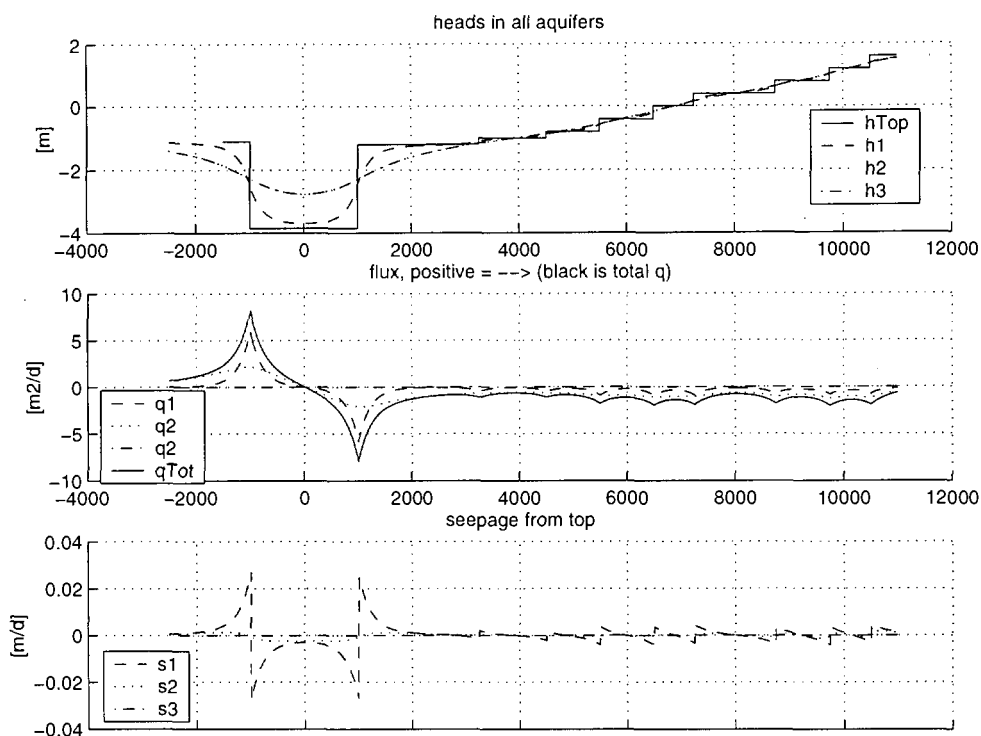 heads in all aquifers
2
0
−2
−4
[m]
hTop
h1
h2
h3
−4000 −2000 0 2000 4000 6000 8000 10000 12000
flux, positive = −−> (black is total q)
10
5
0
−5
−10
[m2/d]
q1
q2
q2
qTot
−4000 −2000 0 2000 4000 6000 8000 10000 12000
seepage from top
0.04
0.02
0
−0.02
−0.04
[m/d]
s1
s2
s3